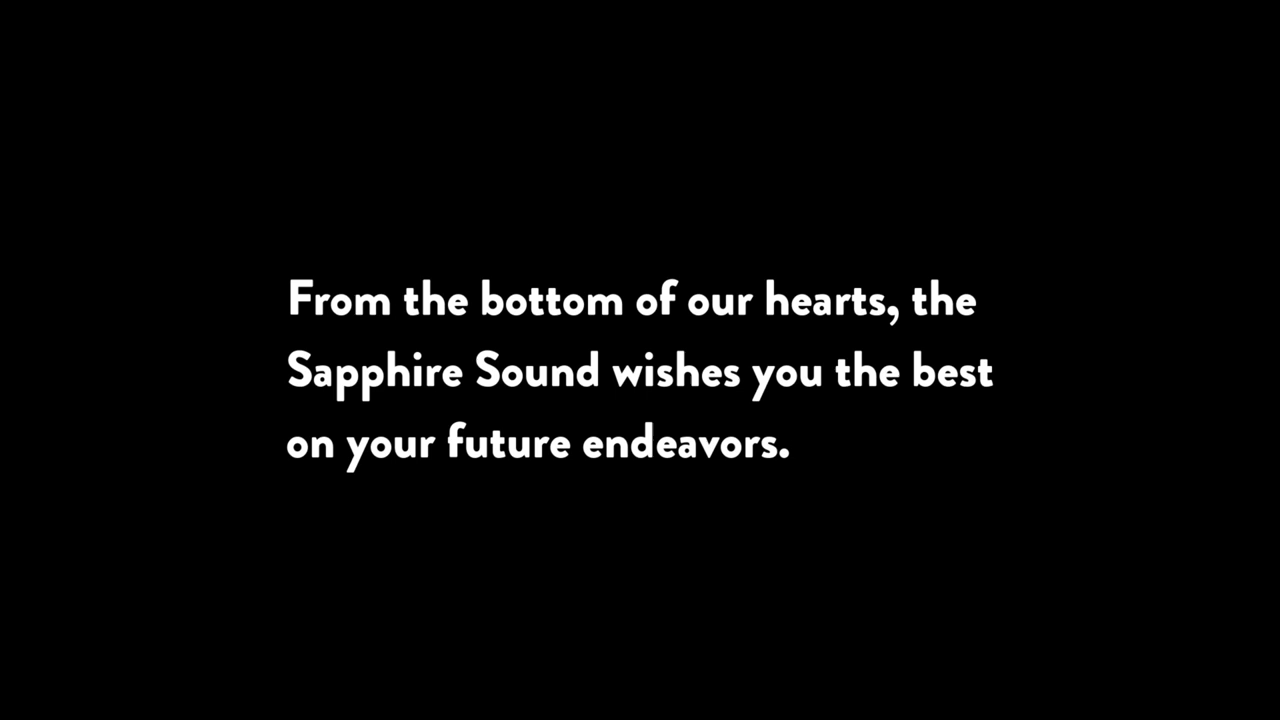 From the bottom of our hearts, the
Sapphire Sound wishes you the best
on your future endeavors.